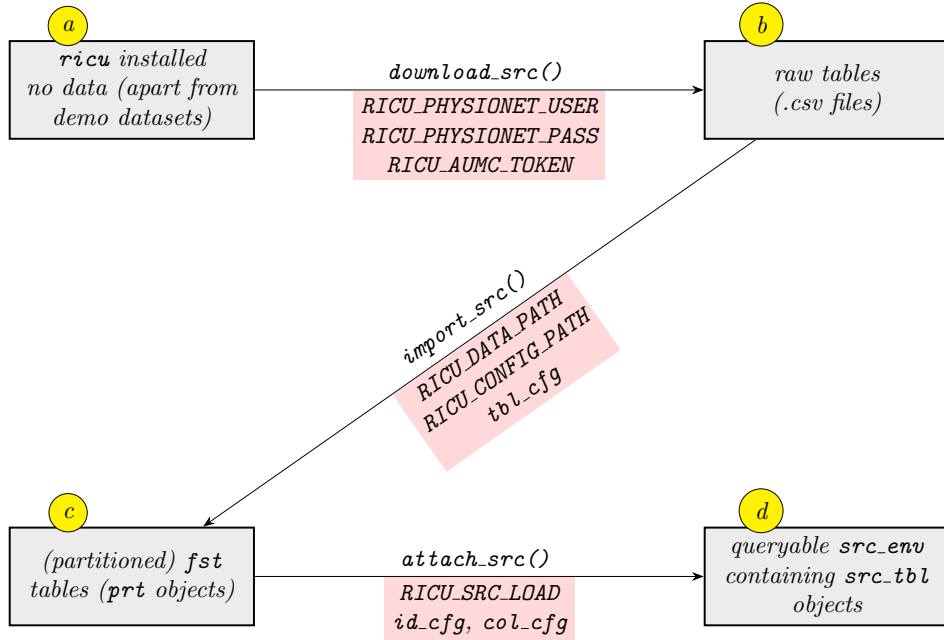 a
ricu installed
no data (apart from
demo datasets)
download_src()
RICU_PHYSIONET_USER
RICU_PHYSIONET_PASS
RICU_AUMC_TOKEN
b
raw tables
(.csv files)
import_src()
RICU_DATA_PATH
RICU_CONFIG_PATH
tbl_cfg
c
(partitioned) fst
tables (prt objects)
attach_src()
RICU_SRC_LOAD
id_cfg, col_cfg
d
queryable src_env
containing src_tbl
objects